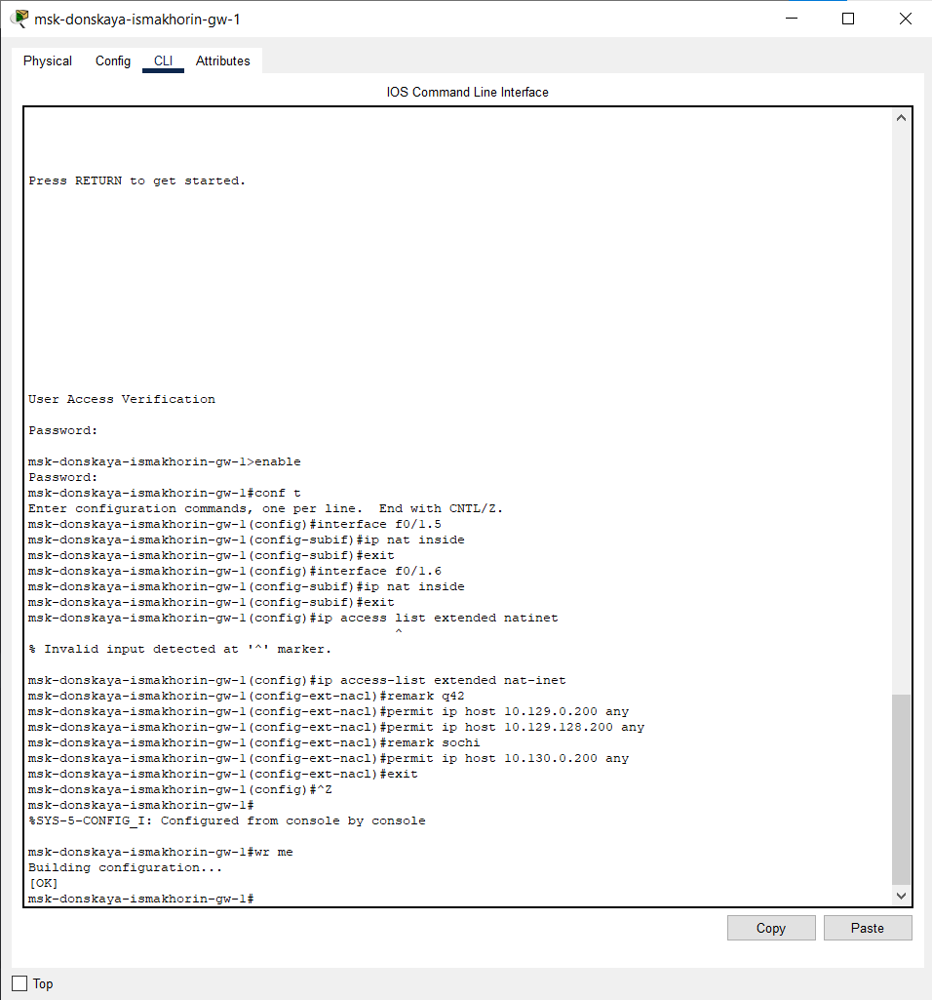 msk-donskaya-ismakhorin-gw-1
Physical Config CLI Attributes
IOS Command Line Interface
Press RETURN to get started.
User Access Verification
Password:
msk-donskaya-ismakhorin-gw-1>enable
Password:
msk-donskaya-ismakhorin-gw-1#conf t
Enter configuration commands, one per line.  End with CNTL/Z.
msk-donskaya-ismakhorin-gw-1(config)#interface f0/1.5
msk-donskaya-ismakhorin-gw-1(config-subif)#ip nat inside
msk-donskaya-ismakhorin-gw-1(config-subif)#exit
msk-donskaya-ismakhorin-gw-1(config)#interface f0/1.6
msk-donskaya-ismakhorin-gw-1(config-subif)#ip nat inside
msk-donskaya-ismakhorin-gw-1(config-subif)#exit
msk-donskaya-ismakhorin-gw-1(config)#ip access list extended natinet
^
% Invalid input detected at '^' marker.
msk-donskaya-ismakhorin-gw-1(config)#ip access-list extended nat-inet
msk-donskaya-ismakhorin-gw-1(config-ext-nacl)#remark q42
msk-donskaya-ismakhorin-gw-1(config-ext-nacl)#permit ip host 10.129.0.200 any
msk-donskaya-ismakhorin-gw-1(config-ext-nacl)#permit ip host 10.129.128.200 any
msk-donskaya-ismakhorin-gw-1(config-ext-nacl)#remark sochi
msk-donskaya-ismakhorin-gw-1(config-ext-nacl)#permit ip host 10.130.0.200 any
msk-donskaya-ismakhorin-gw-1(config-ext-nacl)#exit
msk-donskaya-ismakhorin-gw-1(config)#^Z
msk-donskaya-ismakhorin-gw-1#
%SYS-5-CONFIG_I: Configured from console by console
msk-donskaya-ismakhorin-gw-1#wr me
Building configuration...
[OK]
msk-donskaya-ismakhorin-gw-1#
Copy Paste
Top